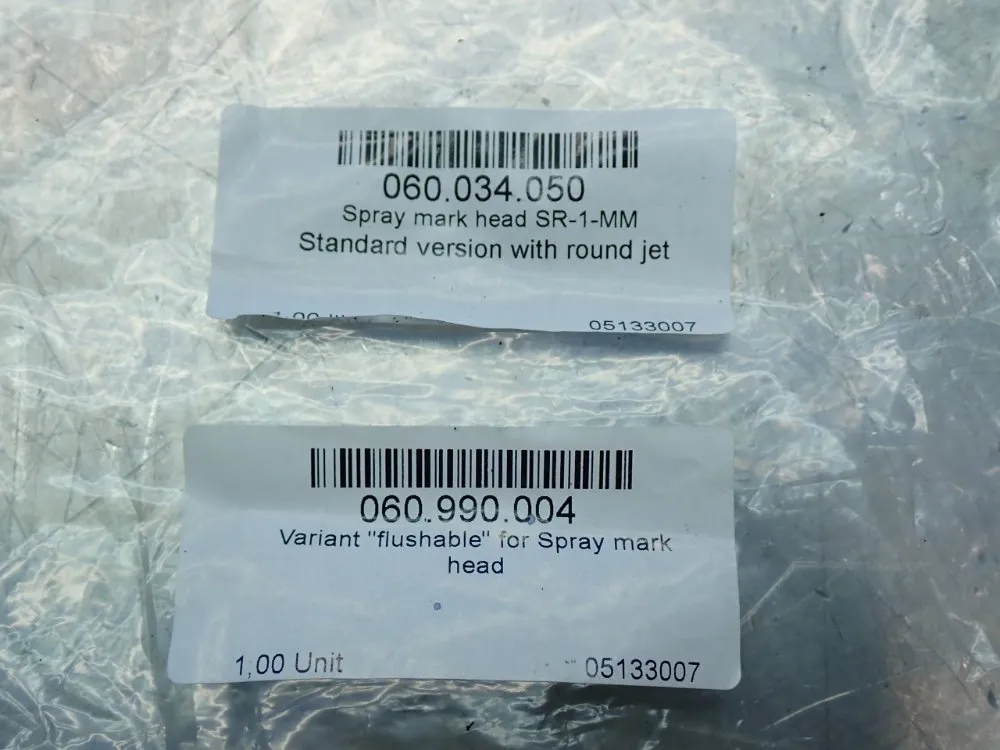 060.034.050
Spray mark head SR-1-MM
Standard version with round jet
05133007
060.990.004
Variant "flushable" for Spray mark
head
1,00 Unit 05133007